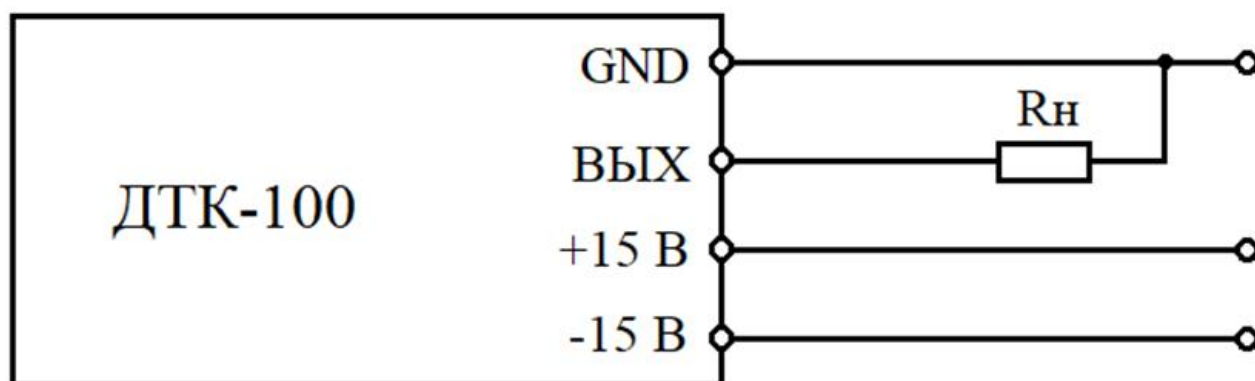 GND
Rн
ВЫХ
ДТК-100
+15 В
-15 В